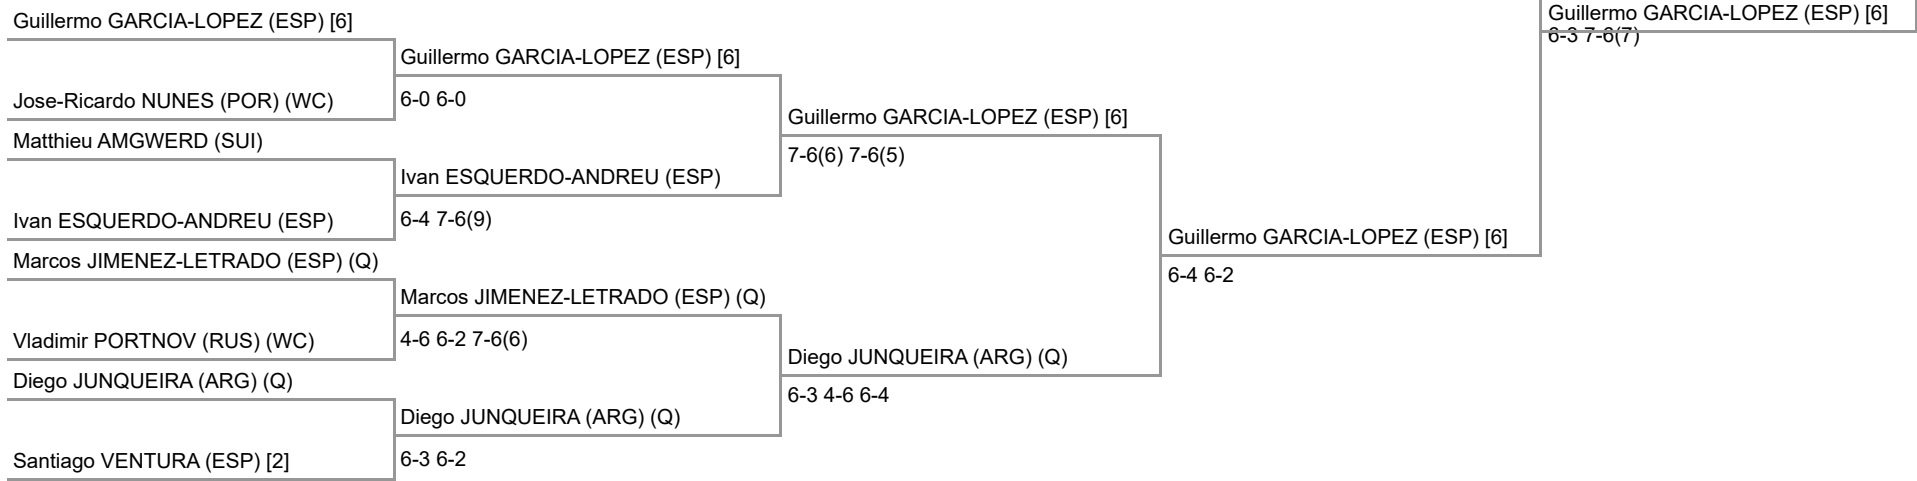 Guillermo GARCIA-LOPEZ (ESP) [6]
Jose-Ricardo NUNES (POR) (WC)
Matthieu AMGWERD (SUI)
Ivan ESQUERDO-ANDREU (ESP)
Marcos JIMENEZ-LETRADO (ESP) (Q)
Vladimir PORTNOV (RUS) (WC)
Diego JUNQUEIRA (ARG) (Q)
Santiago VENTURA (ESP) [2]
Guillermo GARCIA-LOPEZ (ESP) [6]
6-0 6-0
Ivan ESQUERDO-ANDREU (ESP)
6-4 7-6(9)
Marcos JIMENEZ-LETRADO (ESP) (Q)
4-6 6-2 7-6(6)
Diego JUNQUEIRA (ARG) (Q)
6-3 6-2
Guillermo GARCIA-LOPEZ (ESP) [6]
7-6(6) 7-6(5)
Diego JUNQUEIRA (ARG) (Q)
6-3 4-6 6-4
Guillermo GARCIA-LOPEZ (ESP) [6]
6-4 6-2
Guillermo GARCIA-LOPEZ (ESP) [6]
6-3 7-6(7)